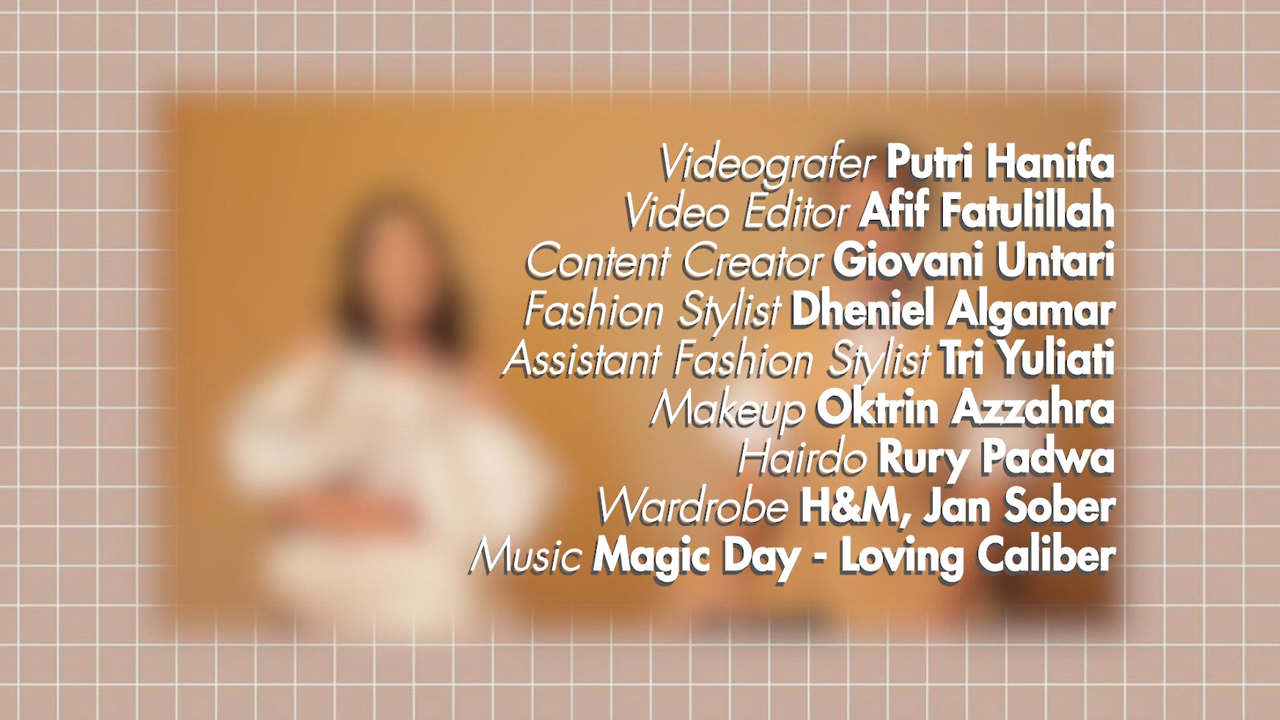 Videografer Putri Hanifa
Video Editor Afif Fatulillah
Content Creator Giovani Untari
Fashion Stylist Dheniel Algamar
Assistant Fashion Stylist Tri Yuliati
Makeup Oktrin Azzahra
Hairdo Rury Padwa
Wardrobe H&M, Jan Sober
Music Magic Day - Loving Caliber